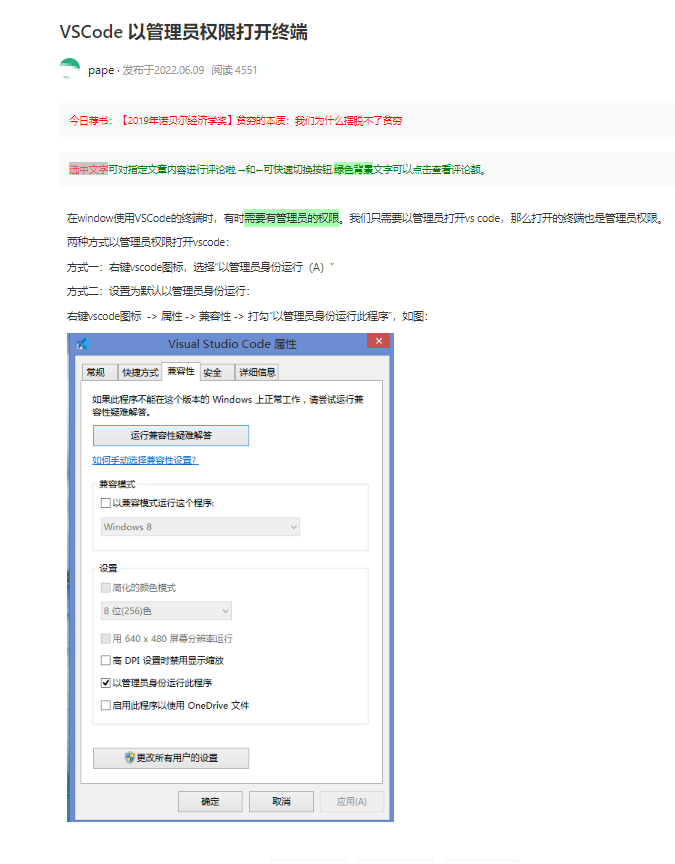 VSCode 以管理员权限打开终端
pape · 发布于2022.06.09 阅读 4551
今日荐书：【2019年诺贝尔经济学奖】贫穷的本质：我们为什么摆脱不了贫穷
选中文字可对指定文章内容进行评论啦,→和←可快速切换按钮,绿色背景文字可以点击查看评论额。
在window使用VSCode的终端时，有时需要有管理员的权限。我们只需要以管理员打开vs code，那么打开的终端也是管理员权限。
两种方式以管理员权限打开vscode：
方式一：右键vscode图标，选择“以管理员身份运行（A）”
方式二：设置为默认以管理员身份运行：
右键vscode图标 -> 属性 -> 兼容性 -> 打勾“以管理员身份运行此程序”，如图：
Visual Studio Code 属性
常规 快捷方式 兼容性 安全 详细信息
如果此程序不能在这个版本的 Windows 上正常工作，请尝试运行兼
容性疑难解答。
运行兼容性疑难解答
如何手动选择兼容性设置?
兼容模式
以兼容模式运行这个程序:
Windows 8
设置
简化的颜色模式
8 位(256)色
用 640 x 480 屏幕分辨率运行
高 DPI 设置时禁用显示缩放
以管理员身份运行此程序
启用此程序以使用 OneDrive 文件
更改所有用户的设置
确定 取消 应用(A)